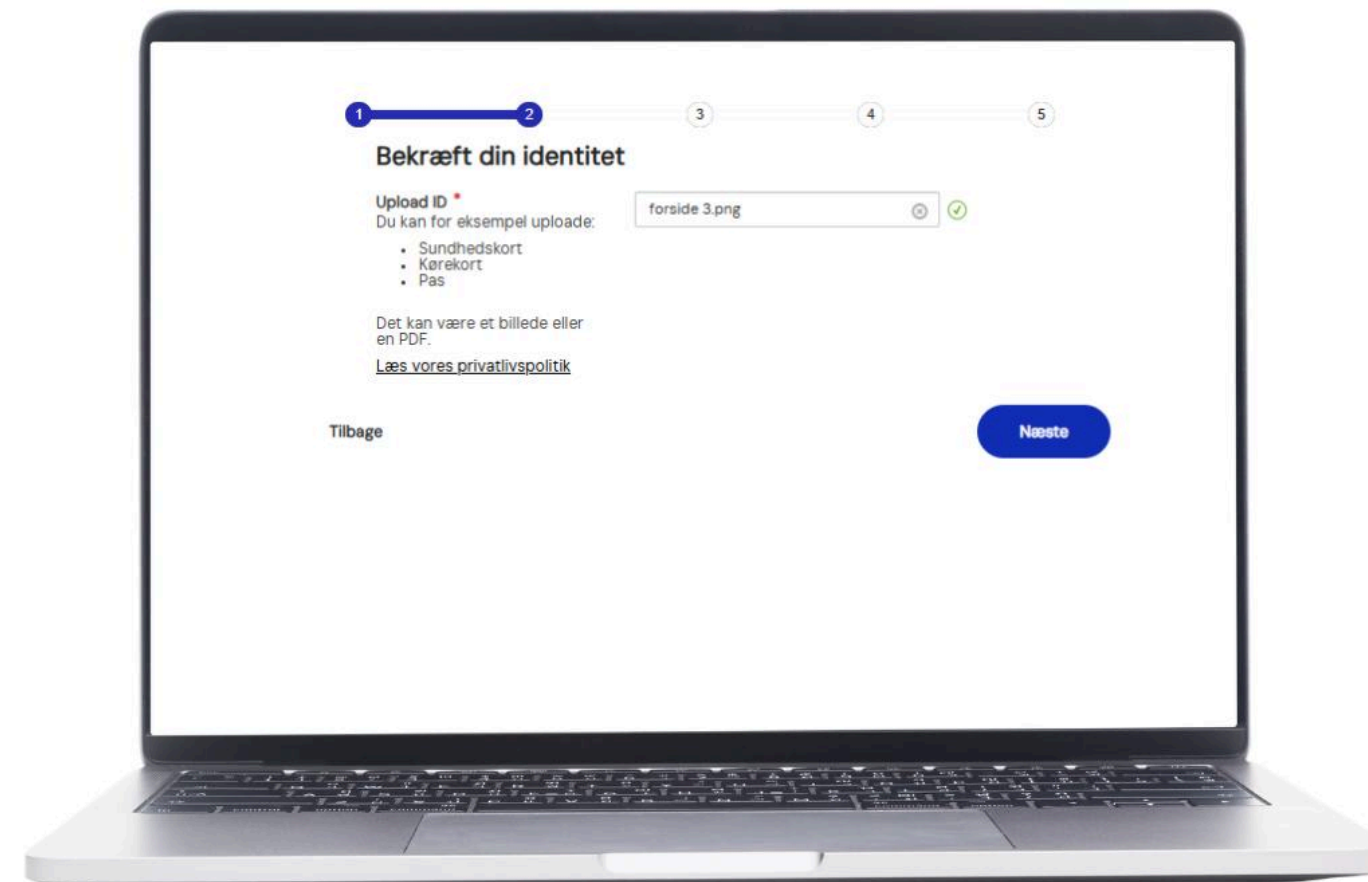 1 2 3 4 5
Bekræft din identitet
Upload ID *
forside 3.png
Du kan for eksempel uploade:
• Sundhedskort
• Kørekort
• Pas
Det kan være et billede eller
en PDF.
Læs vores privatlivspolitik
Tilbage
Næste